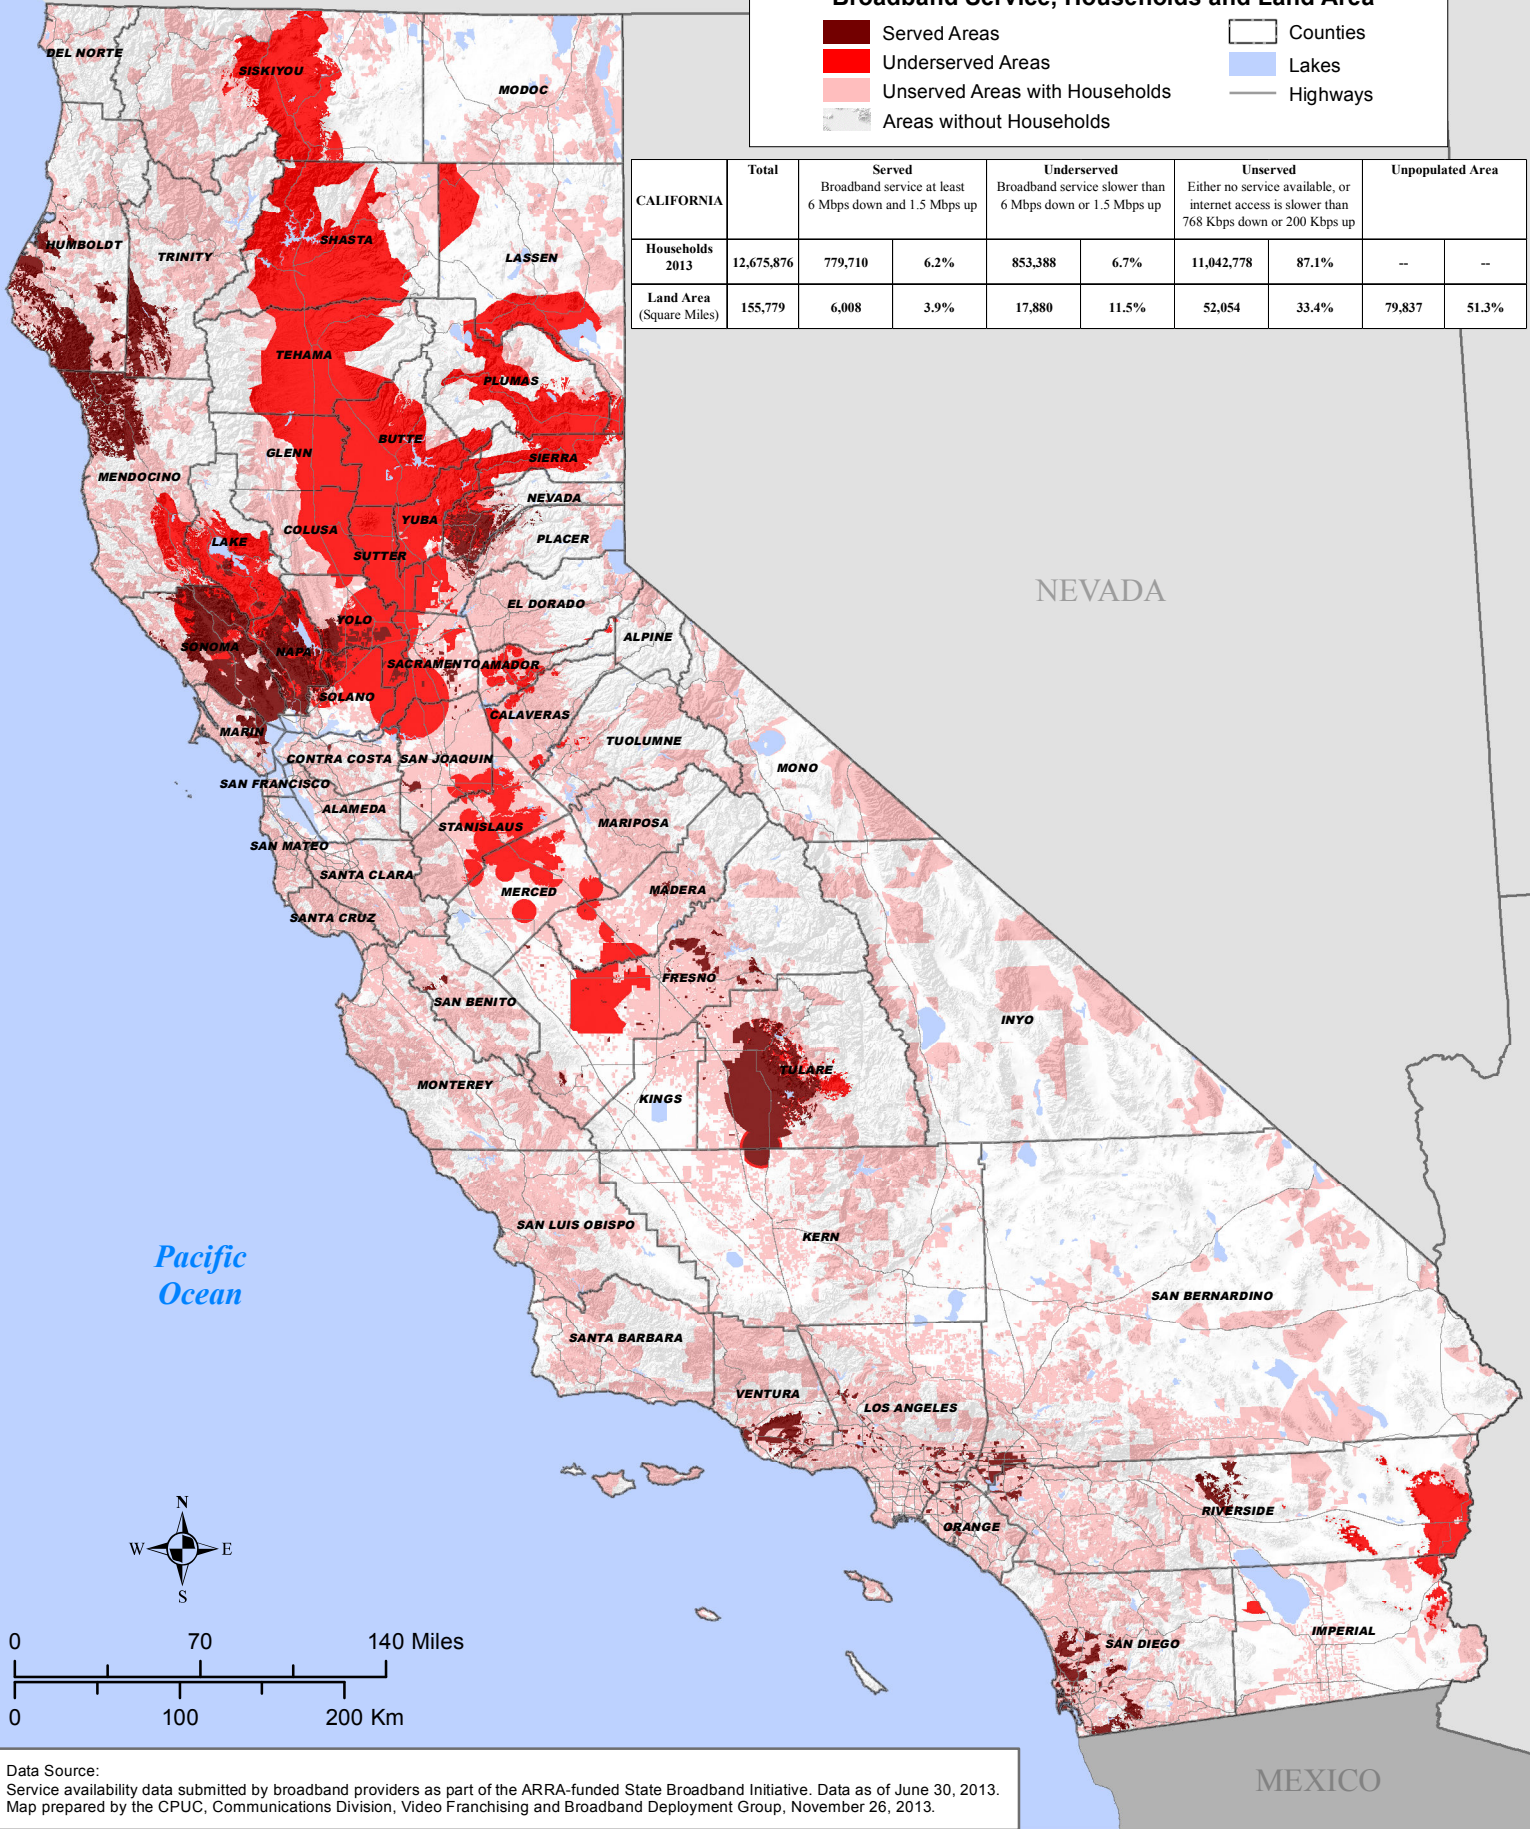 Broadband Service, Households and Land Area
Served Areas
Underserved Areas
Unserved Areas with Households
Areas without Households
Counties
Lakes
Highways
CALIFORNIA
Total
Served
Broadband service at least
6 Mbps down and 1.5 Mbps up
Underserved
Broadband service slower than
6 Mbps down or 1.5 Mbps up
Unserved
Either no service available, or
internet access is slower than
768 Kbps down or 200 Kbps up
Unpopulated Area
Households
2013
12,675,876 779,710 6.2% 853,388 6.7% 11,042,778 87.1% -- --
Land Area
(Square Miles)
155,779 6,008 3.9% 17,880 11.5% 52,054 33.4% 79,837 51.3%
DEL NORTE
SISKIYOU
MODOC
HUMBOLDT
TRINITY
SHASTA
LASSEN
TEHAMA
PLUMAS
BUTTE
GLENN
SIERRA
MENDOCINO
NEVADA
COLUSA
YUBA
PLACER
LAKE
SUTTER
NEVADA
EL DORADO
YOLO
ALPINE
SONOMA
NAPA
SACRAMENTO
AMADOR
SOLANO
CALAVERAS
MARIN
TUOLUMNE
CONTRA COSTA
SAN JOAQUIN
MONO
SAN FRANCISCO
ALAMEDA
STANISLAUS
MARIPOSA
SAN MATEO
SANTA CLARA
MERCED
MADERA
SANTA CRUZ
FRESNO
SAN BENITO
INYO
TULARE
MONTEREY
KINGS
SAN LUIS OBISPO
KERN
Pacific
Ocean
SAN BERNARDINO
SANTA BARBARA
VENTURA
LOS ANGELES
RIVERSIDE
ORANGE
N
W
E
S
IMPERIAL
SAN DIEGO
0 70 140 Miles
0 100 200 Km
MEXICO
Data Source:
Service availability data submitted by broadband providers as part of the ARRA-funded State Broadband Initiative. Data as of June 30, 2013.
Map prepared by the CPUC, Communications Division, Video Franchising and Broadband Deployment Group, November 26, 2013.